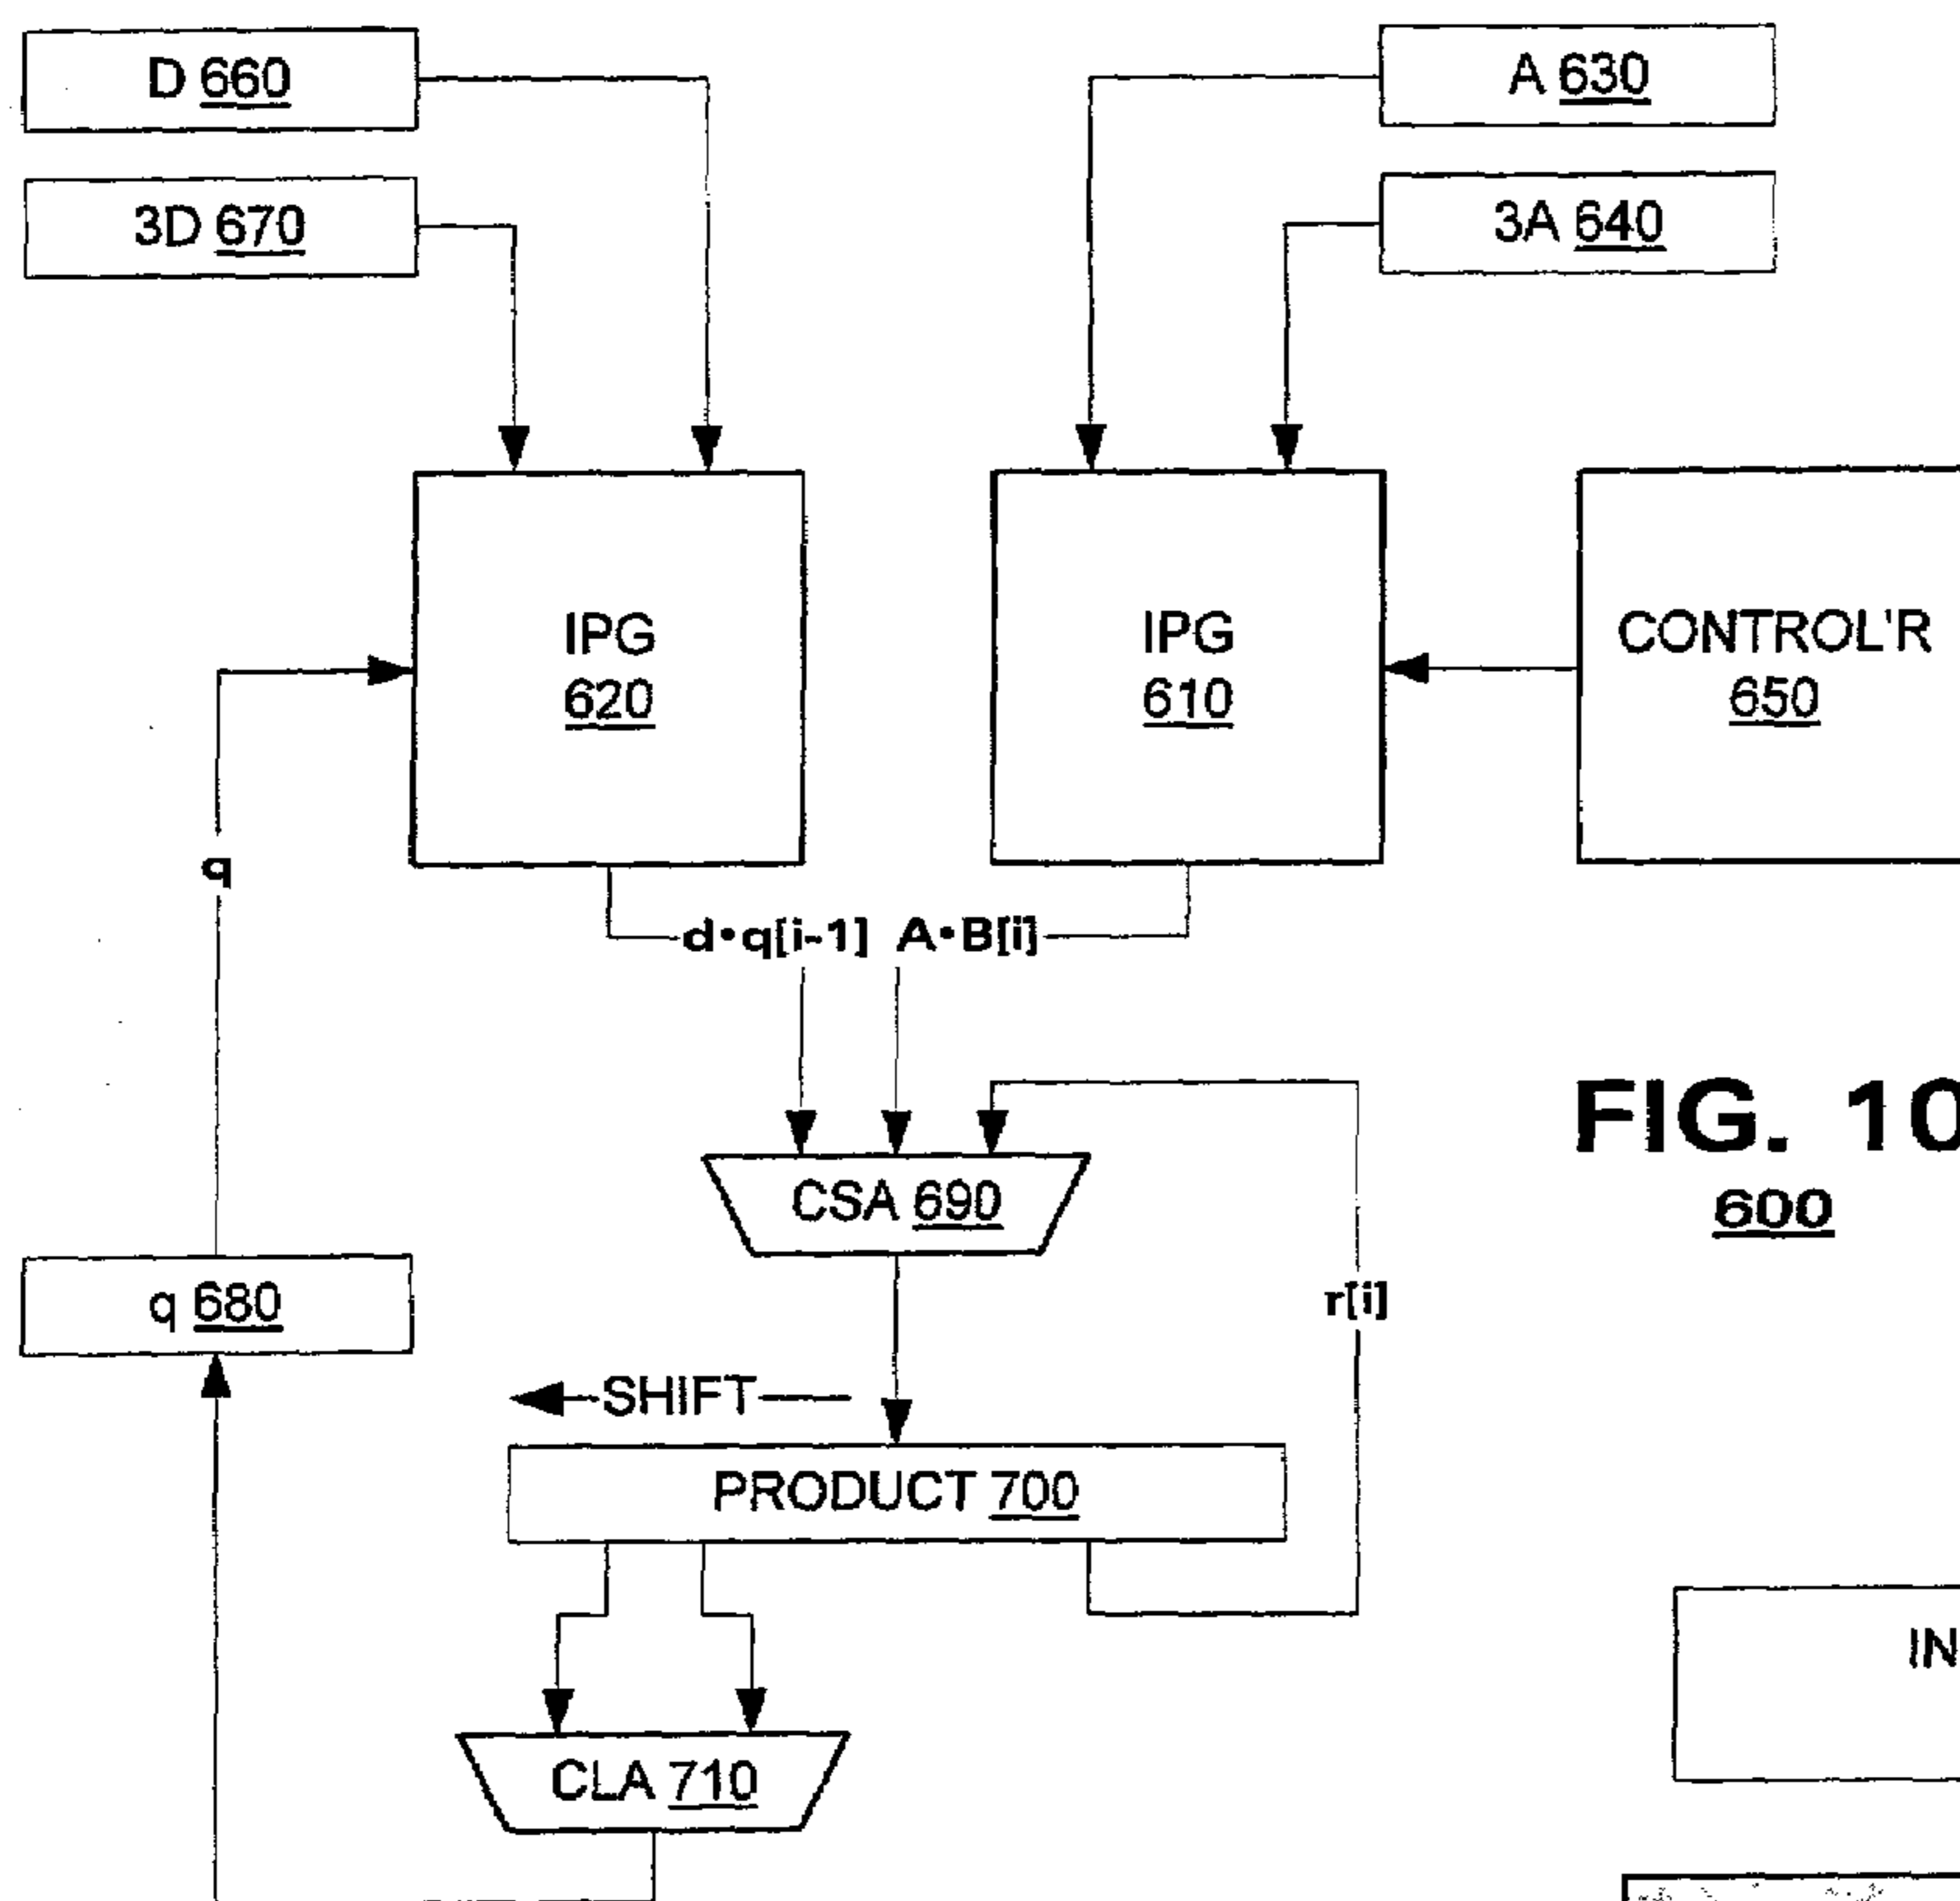 D 660
A 630
3D 670
3A 640
IPG
620
IPG
610
CONTROL'R
650
q
d•q[i-1]
A•B[i]
FIG. 10
600
CSA 690
r[i]
q 680
SHIFT
PRODUCT 700
IN
CLA 710